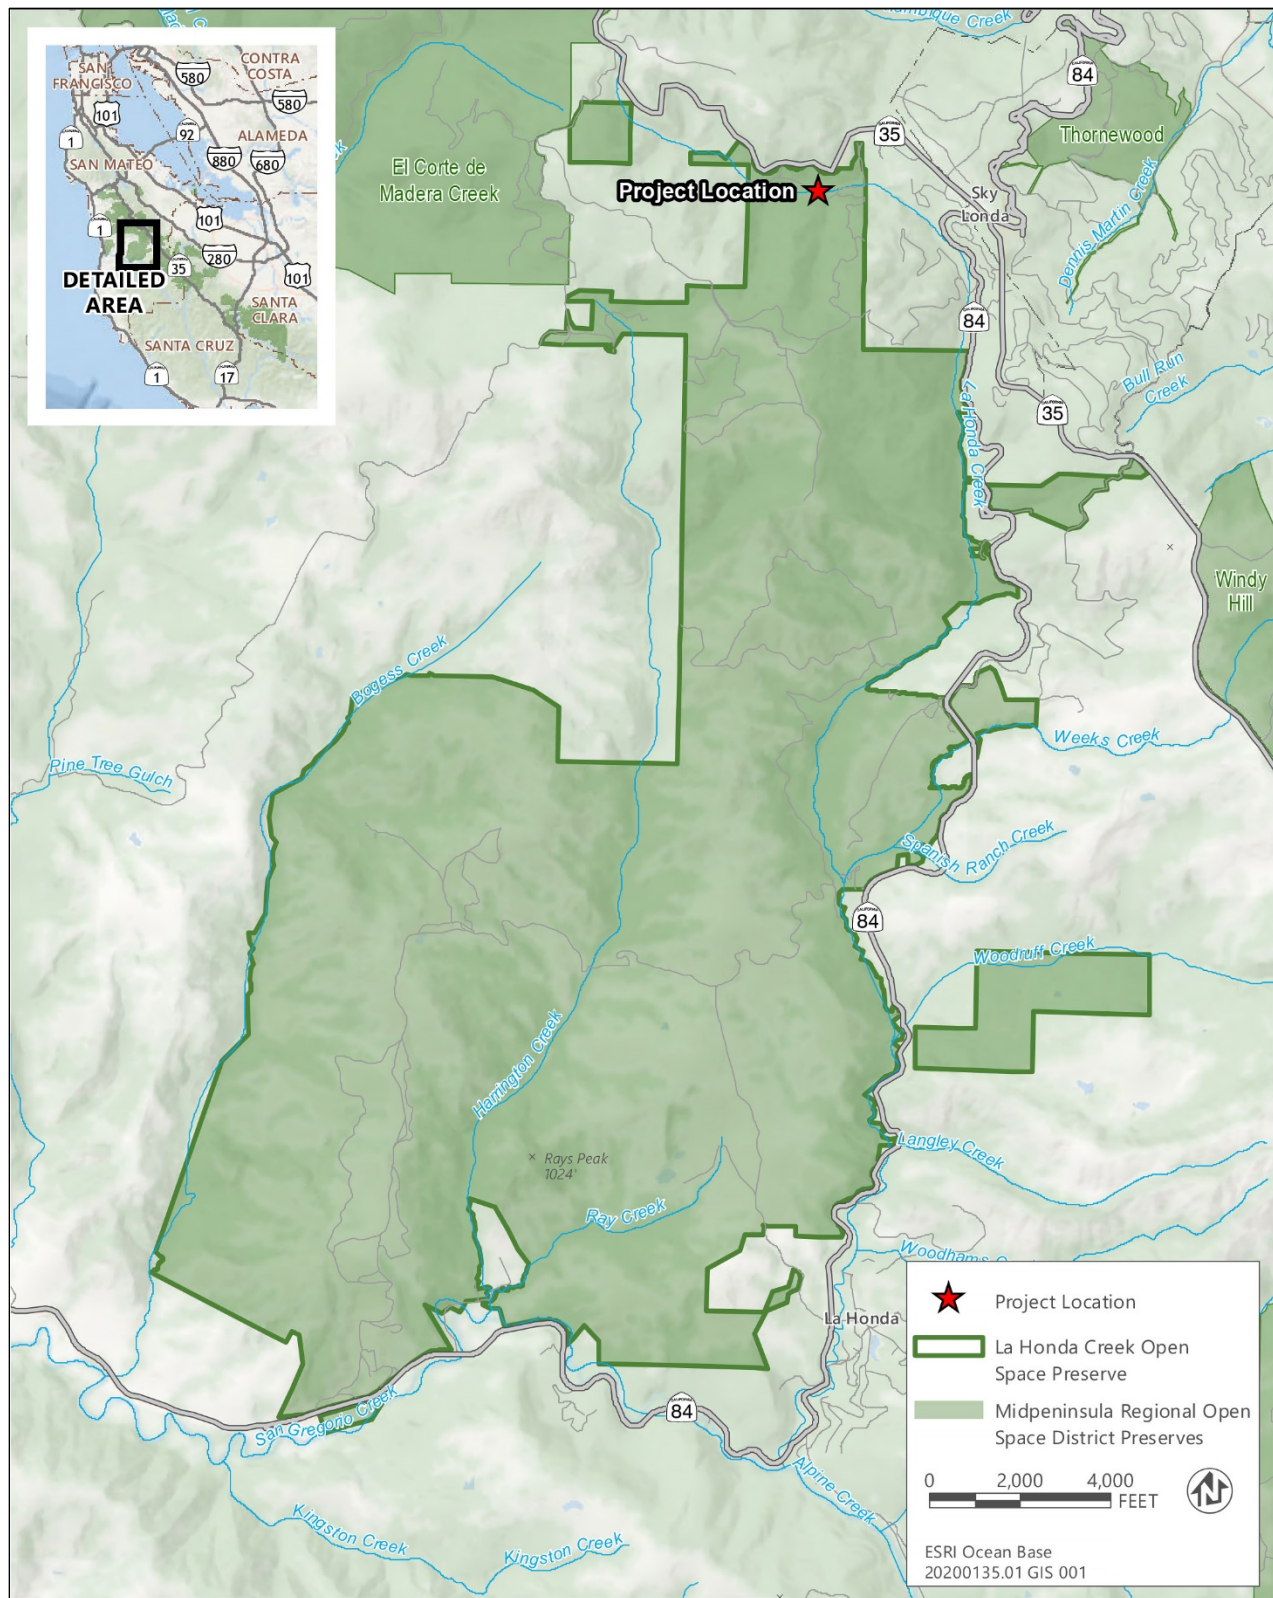 SAN
FRANCISCO
CONTRA
COSTA
580
580
101
1
92
ALAMEDA
880
680
SAN MATEO
101
1
280
35
101
DETAILED
AREA
SANTA
CLARA
SANTA CRUZ
1
17
El Corte de
Madera Creek
Project Location
35
84
Thornewood
Sky
Londa
Dennis Martin Creek
84
La Honda Creek
35
Bull Run
Creek
Windy
Hill
Bogess Creek
Pine Tree Gulch
Weeks Creek
Spanish Ranch Creek
84
Woodruff Creek
Harrington Creek
Rays Peak
1024'
Ray Creek
Langley Creek
Woodhams
La Honda
San Gregorio Creek
84
Alpine Creek
Kingston Creek
Kingston Creek
Project Location
La Honda Creek Open
Space Preserve
Midpeninsula Regional Open
Space District Preserves
0 2,000 4,000
FEET
N
ESRI Ocean Base
20200135.01 GIS 001